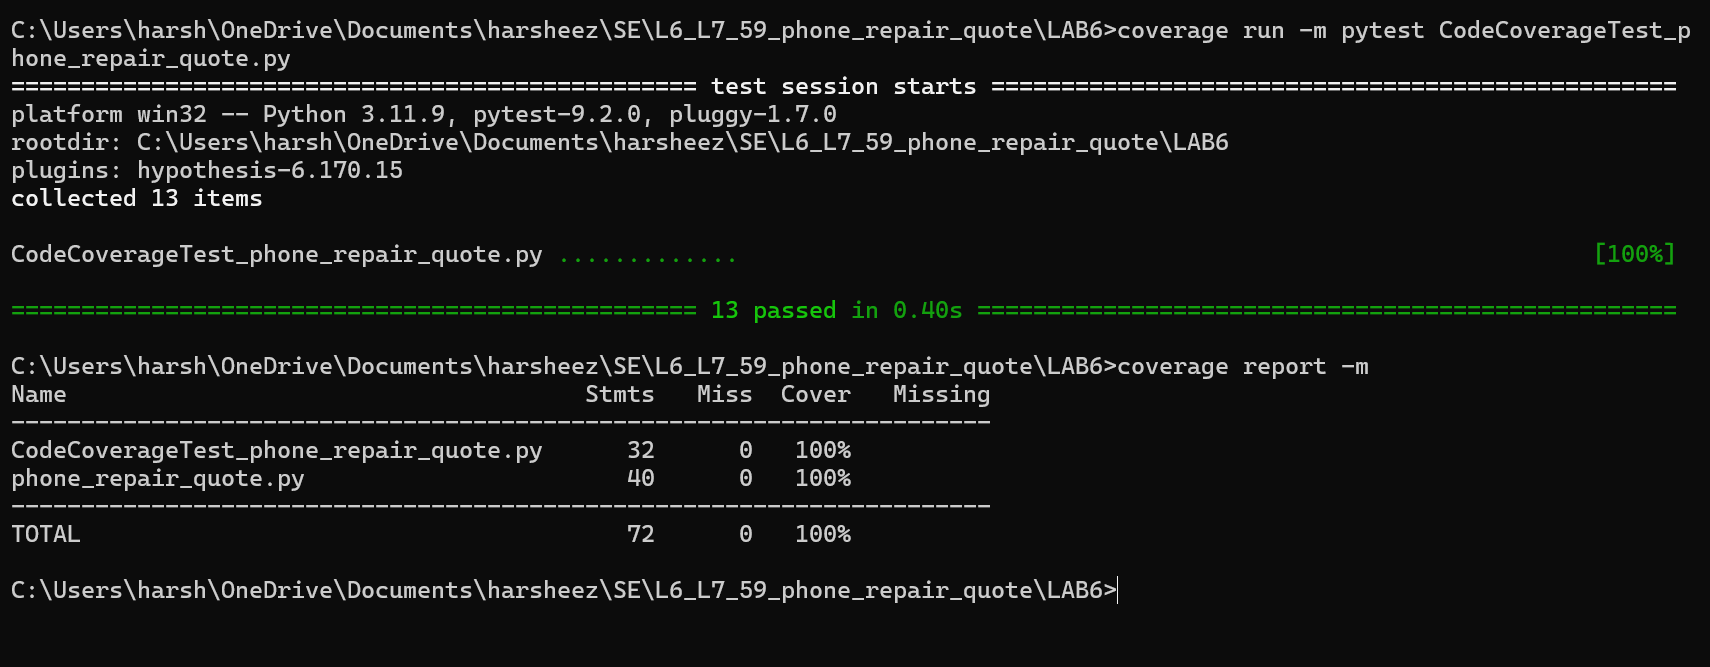 C:\Users\harsh\OneDrive\Documents\harsheez\SE\L6_L7_59_phone_repair_quote\LAB6>coverage run -m pytest CodeCoverageTest_p
hone_repair_quote.py
================================================= test session starts =================================================
platform win32 -- Python 3.11.9, pytest-9.2.0, pluggy-1.7.0
rootdir: C:\Users\harsh\OneDrive\Documents\harsheez\SE\L6_L7_59_phone_repair_quote\LAB6
plugins: hypothesis-6.170.15
collected 13 items
CodeCoverageTest_phone_repair_quote.py ............. [100%]
================================================= 13 passed in 0.40s ==================================================
C:\Users\harsh\OneDrive\Documents\harsheez\SE\L6_L7_59_phone_repair_quote\LAB6>coverage report -m
Name                                     Stmts   Miss  Cover   Missing
----------------------------------------------------------------------
CodeCoverageTest_phone_repair_quote.py      32      0   100%
phone_repair_quote.py                       40      0   100%
----------------------------------------------------------------------
TOTAL                                       72      0   100%
C:\Users\harsh\OneDrive\Documents\harsheez\SE\L6_L7_59_phone_repair_quote\LAB6>